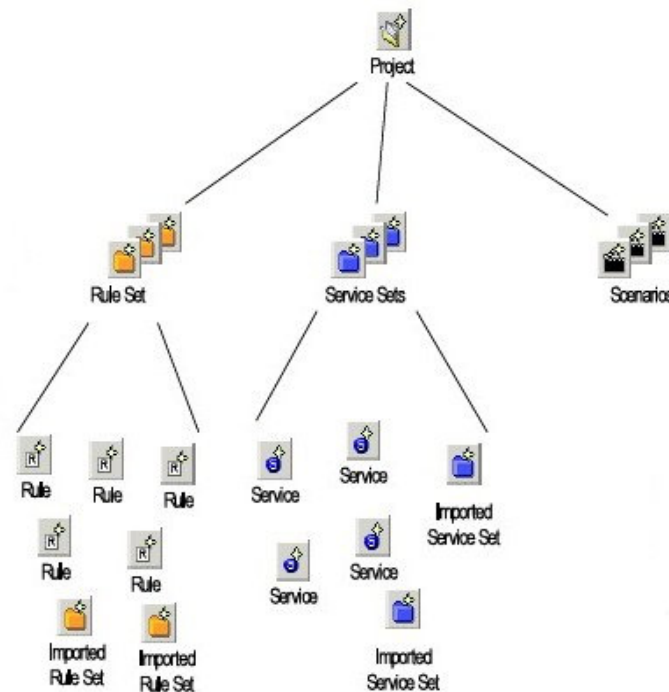 Project
Rule Set
Service Sets
Scenarios
R
R
R
S
S
Rule
Rule
Rule
Service
Service
Imported
Service Set
R
R
S
S
Rule
Rule
Service
Service
Imported
Rule Set
Imported
Rule Set
Imported
Service Set